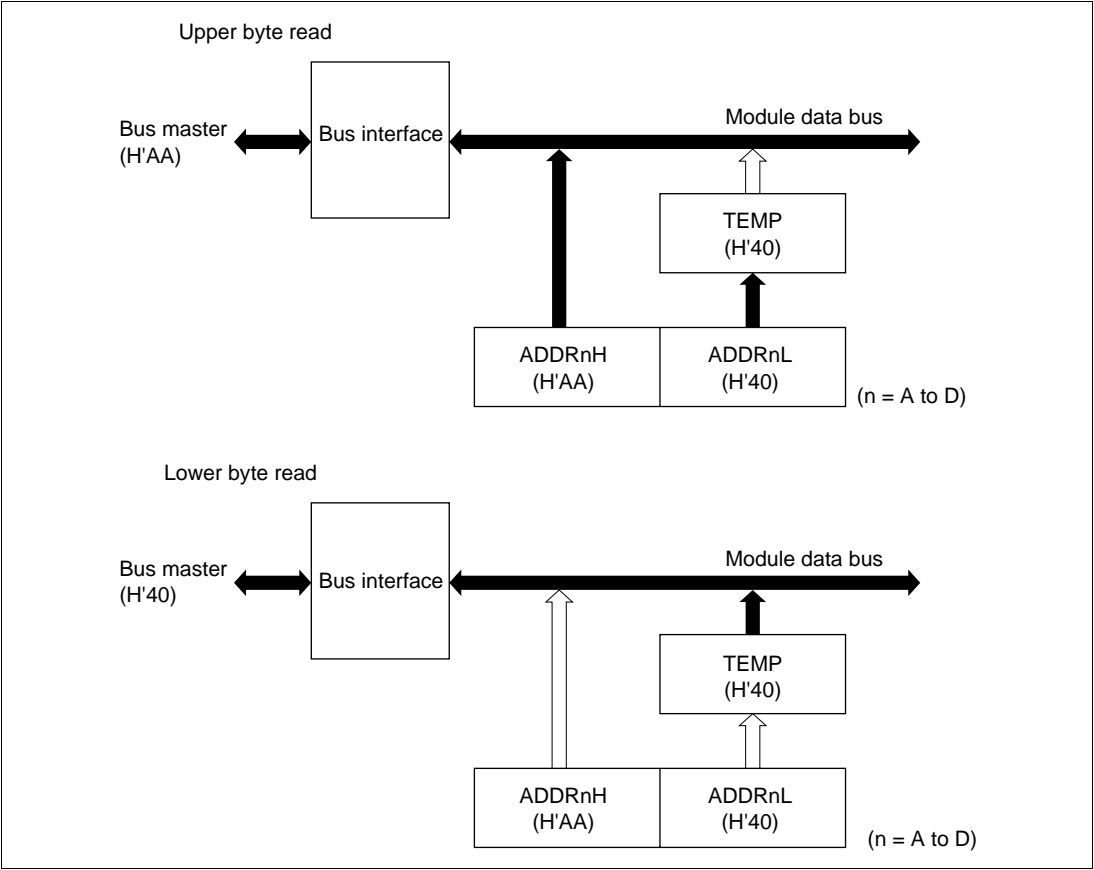 Upper byte read
Bus master
(H'AA)
Bus interface
Module data bus
TEMP
(H'40)
ADDRnH
(H'AA)
ADDRnL
(H'40)
(n = A to D)
Lower byte read
Bus master
(H'40)
Bus interface
Module data bus
TEMP
(H'40)
ADDRnH
(H'AA)
ADDRnL
(H'40)
(n = A to D)